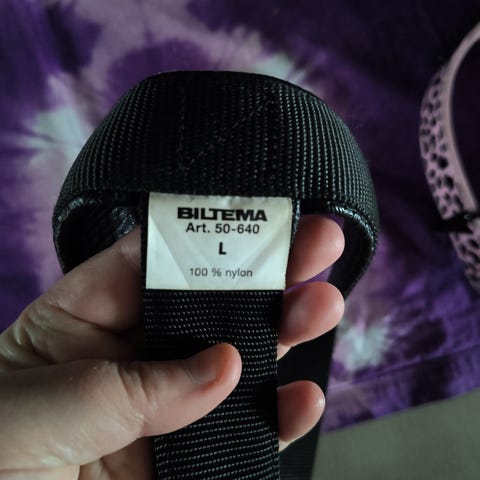 BILTEMA
Art. 50-640
L
100 % nylon